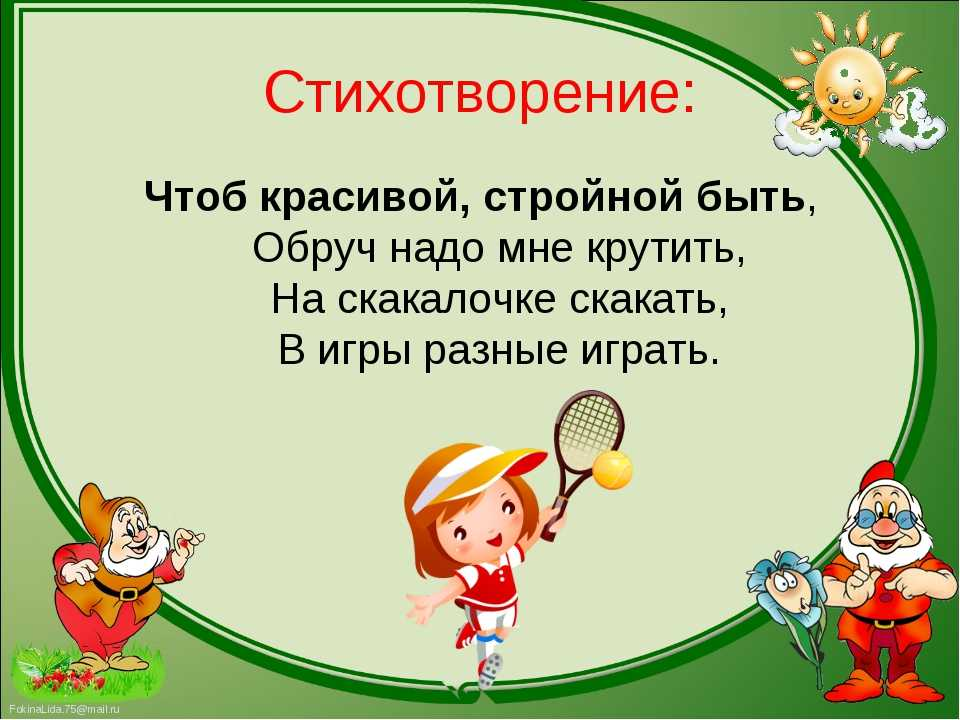 Стихотворение:
Чтоб красивой, стройной быть,
Обруч надо мне крутить,
На скакалочке скакать,
В игры разные играть.
FokinaLida.75@mail.ru